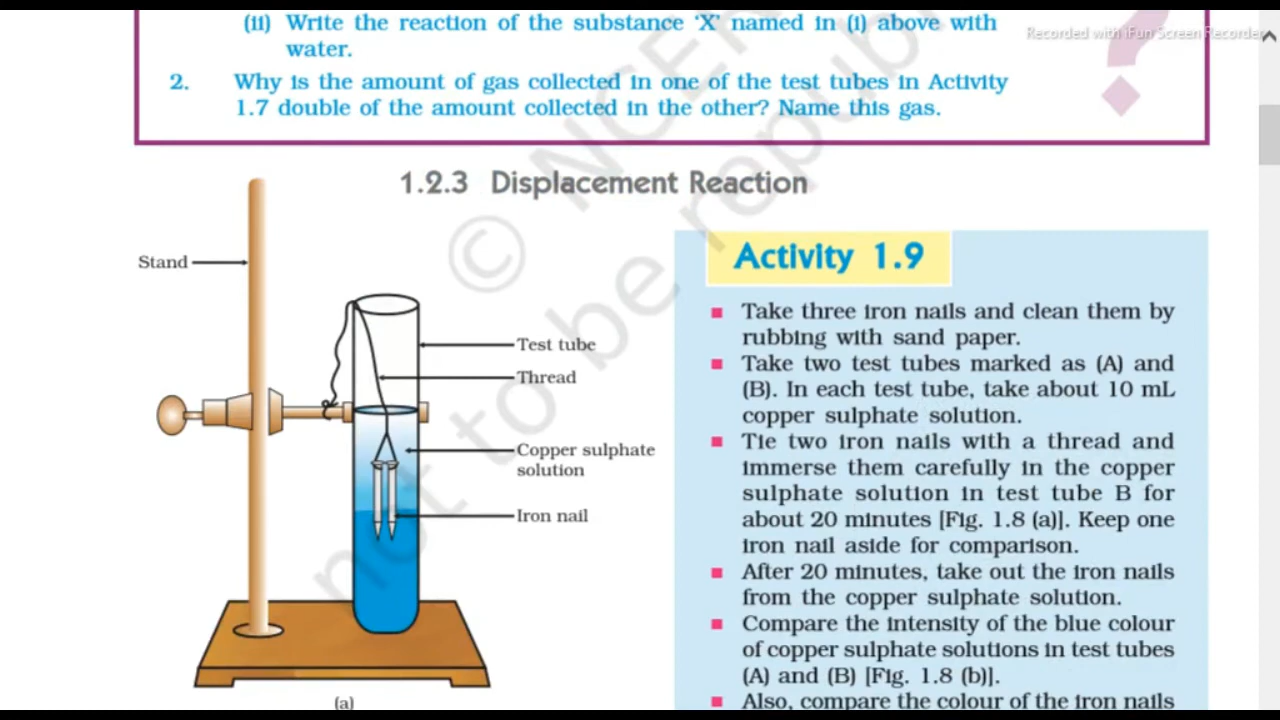 (ii) Write the reaction of the substance ‘X’ named in (i) above with
water.
2. Why is the amount of gas collected in one of the test tubes in Activity
1.7 double of the amount collected in the other? Name this gas.
Recorded with iFun Screen Recorder
1.2.3 Displacement Reaction
Stand
Test tube
Thread
Copper sulphate
solution
Iron nail
(a)
Activity 1.9
Take three iron nails and clean them by
rubbing with sand paper.
Take two test tubes marked as (A) and
(B). In each test tube, take about 10 mL
copper sulphate solution.
Tie two iron nails with a thread and
immerse them carefully in the copper
sulphate solution in test tube B for
about 20 minutes [Fig. 1.8 (a)]. Keep one
iron nail aside for comparison.
After 20 minutes, take out the iron nails
from the copper sulphate solution.
Compare the intensity of the blue colour
of copper sulphate solutions in test tubes
(A) and (B) [Fig. 1.8 (b)].
Also, compare the colour of the iron nails
© NCER
not to be republ